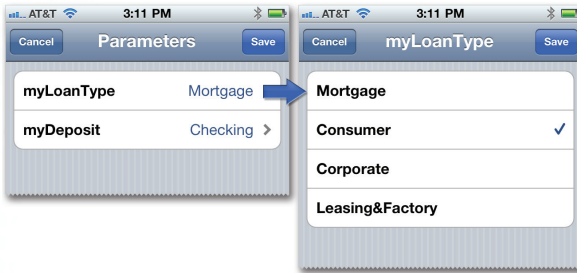 AT&T 3:11 PM
Cancel Parameters Save
myLoanType Mortgage
myDeposit Checking
AT&T 3:11 PM
Cancel myLoanType Save
Mortgage
Consumer
Corporate
Leasing&Factory